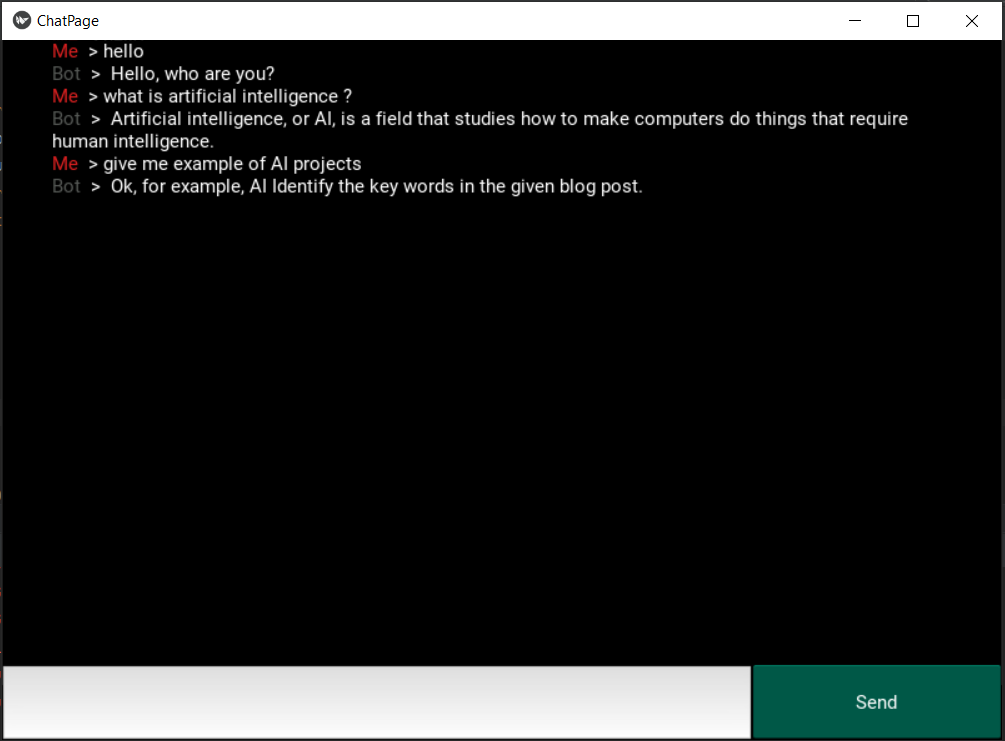 ChatPage
Me > hello
Bot > Hello, who are you?
Me > what is artificial intelligence ?
Bot > Artificial intelligence, or AI, is a field that studies how to make computers do things that require
human intelligence.
Me > give me example of AI projects
Bot > Ok, for example, AI Identify the key words in the given blog post.
Send